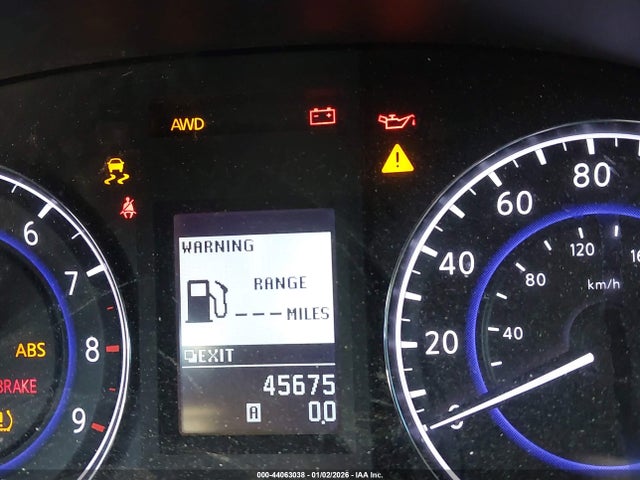 AWD
80
60
6
WARNING
120
RANGE
40
80
km/h
7
--- MILES
40
20
8
ABS
EXIT
45675
BRAKE
A 0.0
9
0
000-44063038 - 01/02/2026 - IAA Inc.